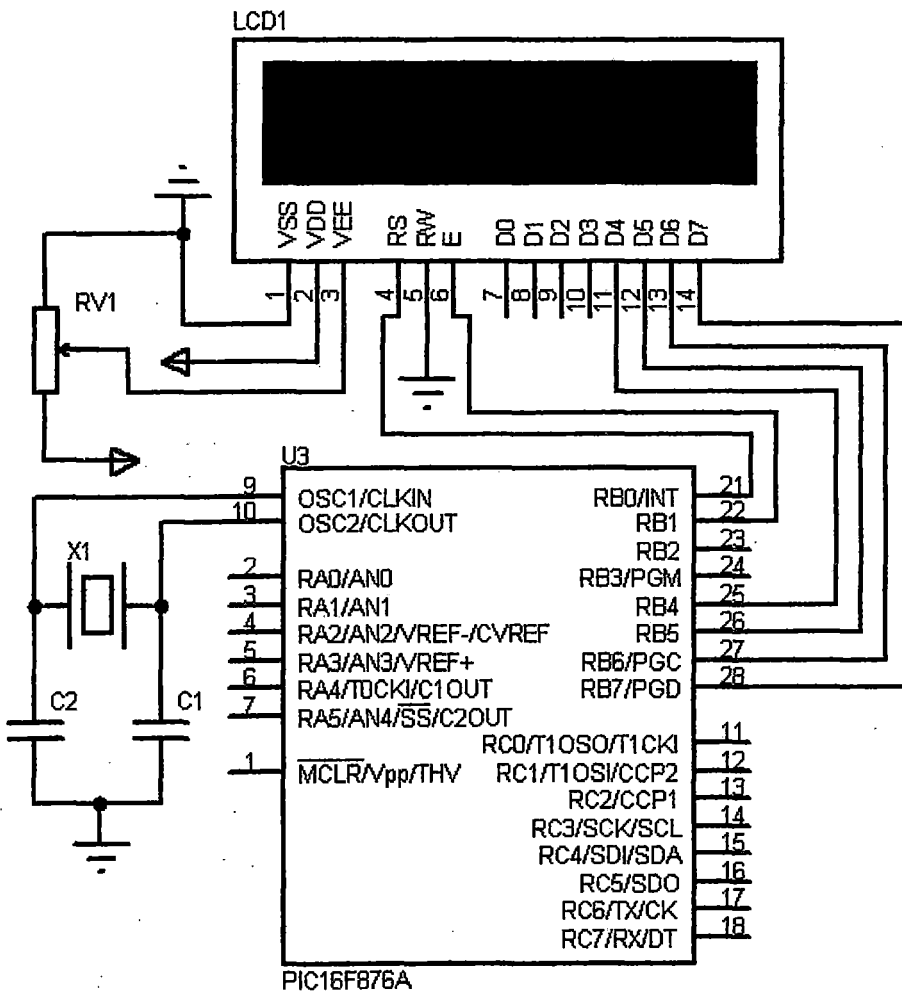 LCD1
VSS VDD VEE RS RW E D0 D1 D2 D3 D4 D5 D6 D7
1 2 3 4 5 6 7 8 9 10 11 12 13 14
RV1
U3
9 OSC1/CLKIN RB0/INT 21
10 OSC2/CLKOUT RB1 22
RB2 23
X1
2 RA0/AN0 RB3/PGM 24
3 RA1/AN1 RB4 25
4 RA2/AN2/VREF-/CVREF RB5 26
5 RA3/AN3/VREF+ RB6/PGC 27
6 RA4/T0CKI/C1OUT RB7/PGD 28
7 RA5/AN4/SS/C2OUT
C2 C1
RC0/T1OSO/T1CKI 11
1 MCLR/Vpp/THV RC1/T1OSI/CCP2 12
RC2/CCP1 13
RC3/SCK/SCL 14
RC4/SDI/SDA 15
RC5/SDO 16
RC6/TX/CK 17
RC7/RX/DT 18
PIC16F876A